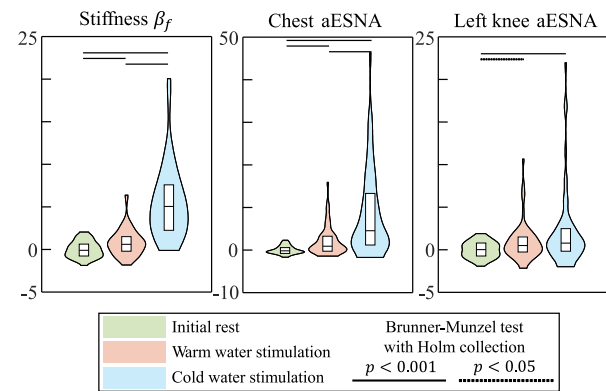 Stiffness β_f
Chest aESNA
Left knee aESNA
25
0
-5
50
0
-10
25
0
-5
Initial rest
Warm water stimulation
Cold water stimulation
Brunner-Munzel test
with Holm collection
p < 0.001
p < 0.05